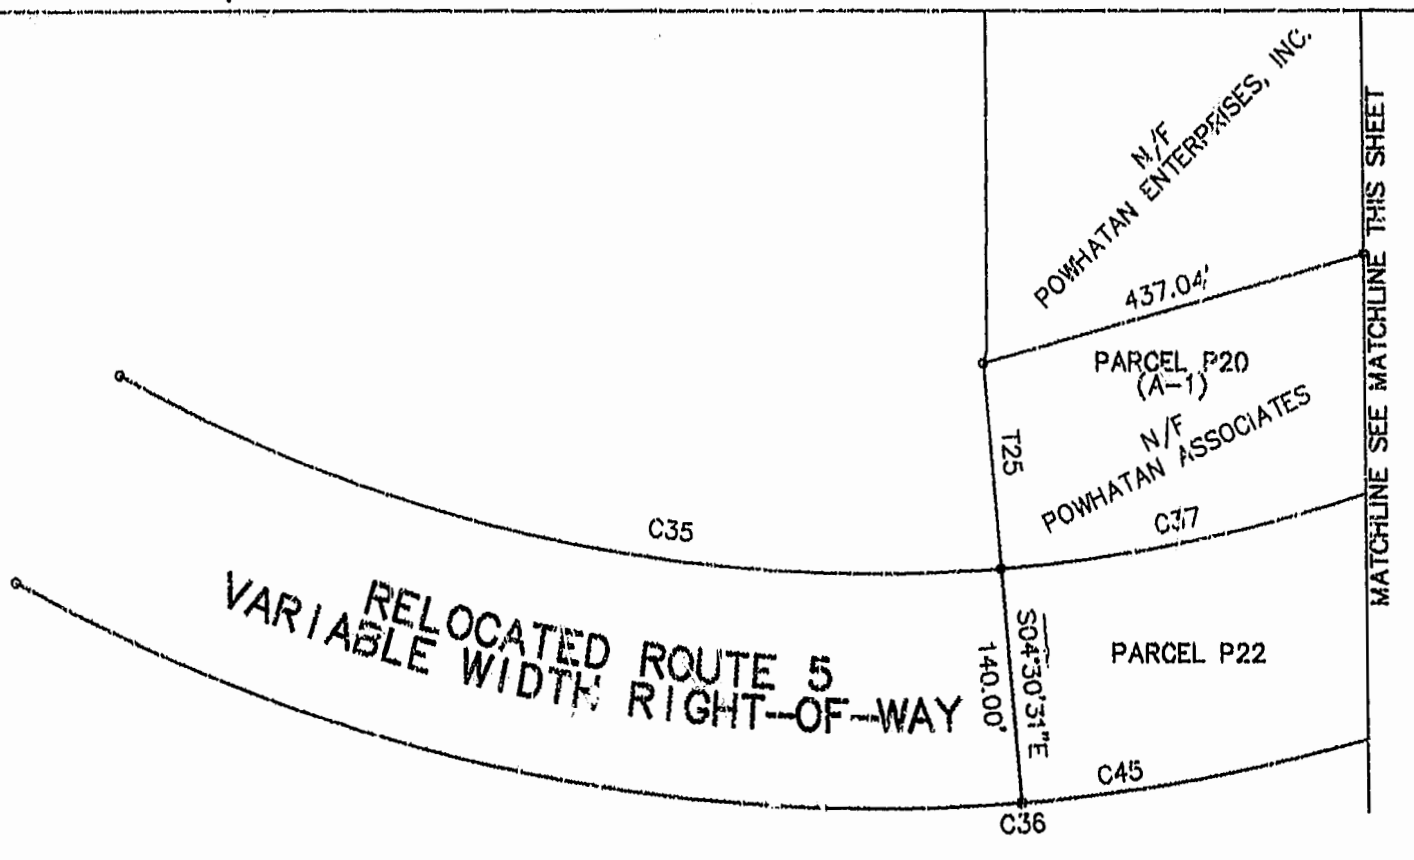 N/F
POWHATAN ENTERPRISES, INC.
437.04'
PARCEL P20
(A-1)
N/F
POWHATAN ASSOCIATES
T25
C35
C37
RELOCATED ROUTE 5
VARIABLE WIDTH RIGHT-OF-WAY
S04°30'31"E
140.00'
PARCEL P22
C45
C36
MATCHLINE SEE MATCHLINE THIS SHEET